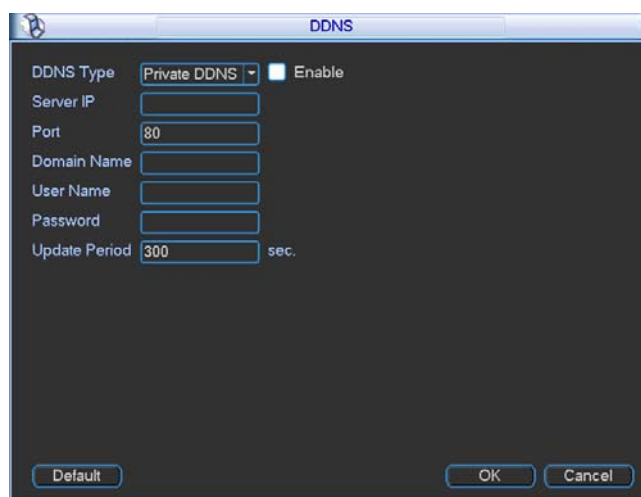 DDNS
DDNS Type Private DDNS Enable
Server IP
Port 80
Domain Name
User Name
Password
Update Period 300 sec.
Default OK Cancel